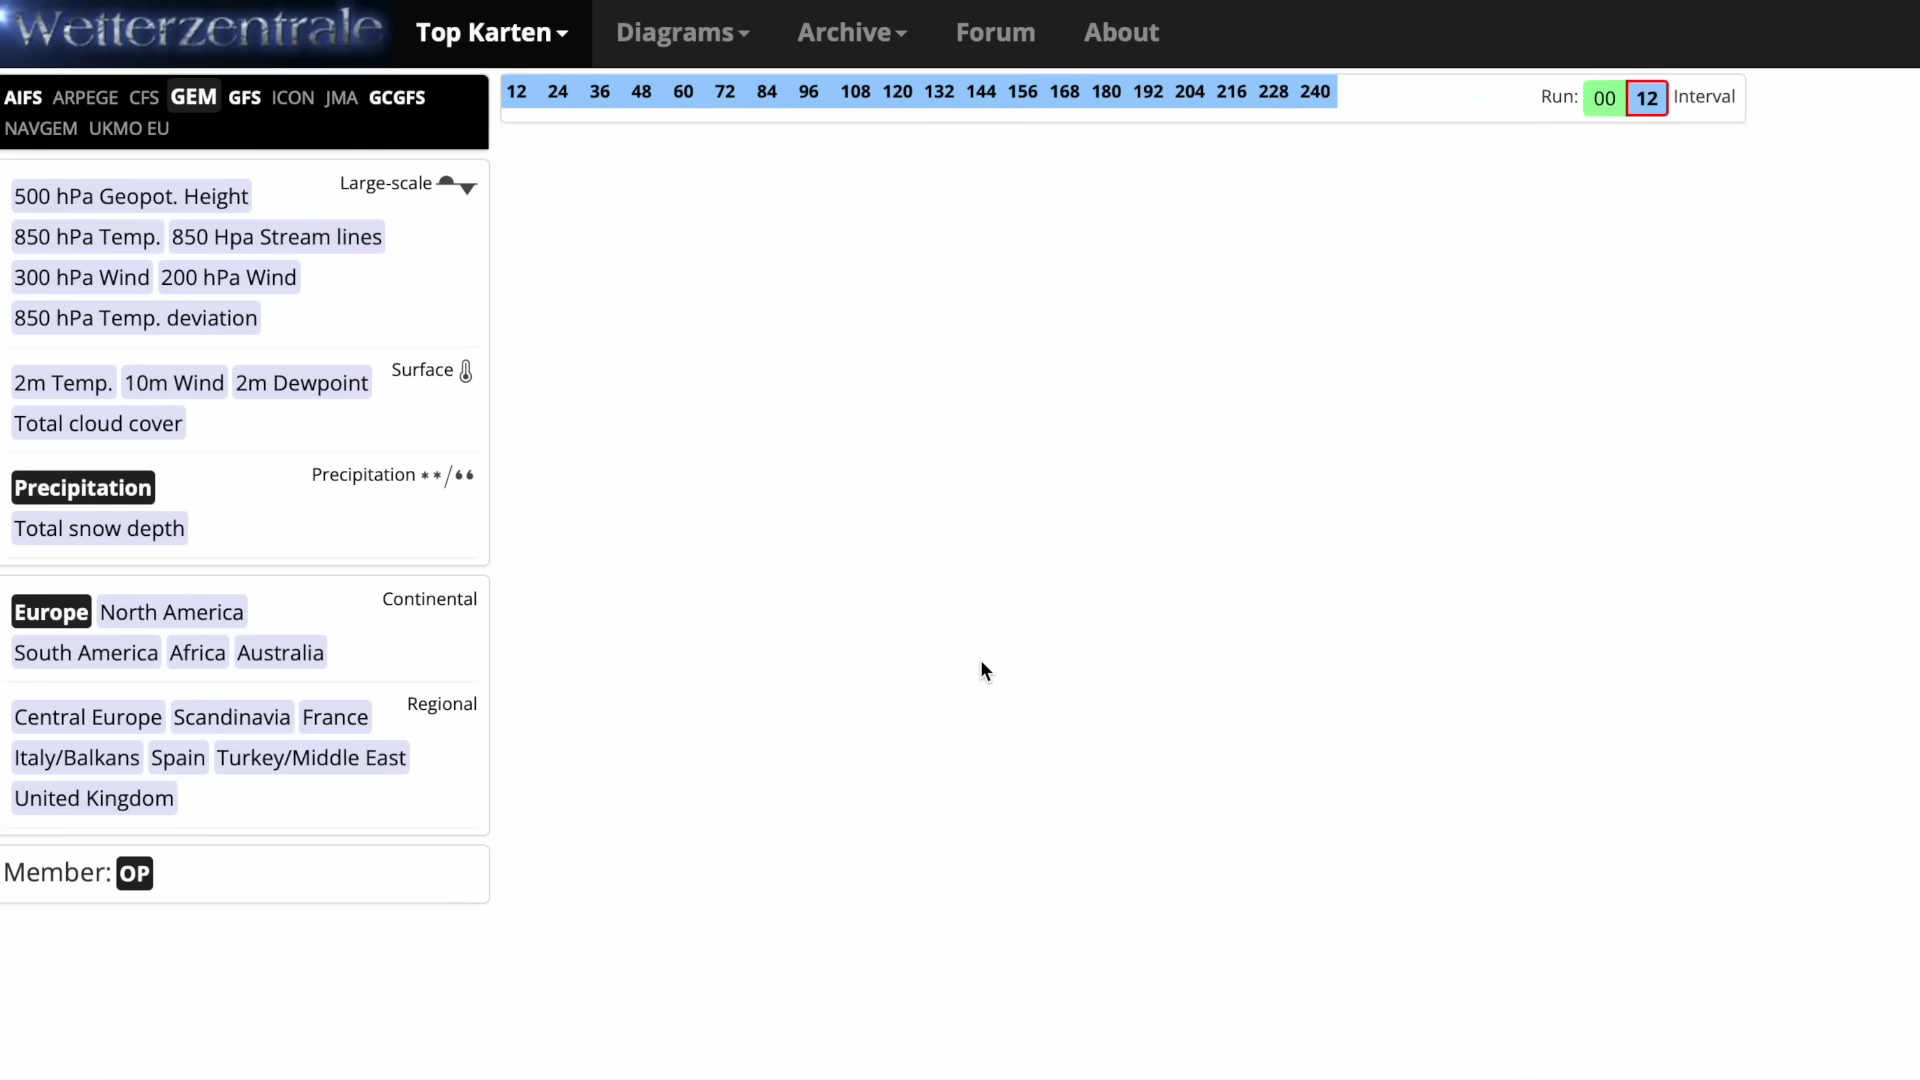 Wetterzentrale
Top Karten Diagrams Archive Forum About
AIFS ARPEGE CFS GEM GFS ICON JMA GCGFS
NAVGEM UKMO EU
12 24 36 48 60 72 84 96 108 120 132 144 156 168 180 192 204 216 228 240
Run: 00 12 Interval
Large-scale
500 hPa Geopot. Height
850 hPa Temp. 850 Hpa Stream lines
300 hPa Wind 200 hPa Wind
850 hPa Temp. deviation
Surface
2m Temp. 10m Wind 2m Dewpoint
Total cloud cover
Precipitation **/
Precipitation
Total snow depth
Continental
Europe North America
South America Africa Australia
Regional
Central Europe Scandinavia France
Italy/Balkans Spain Turkey/Middle East
United Kingdom
Member: OP